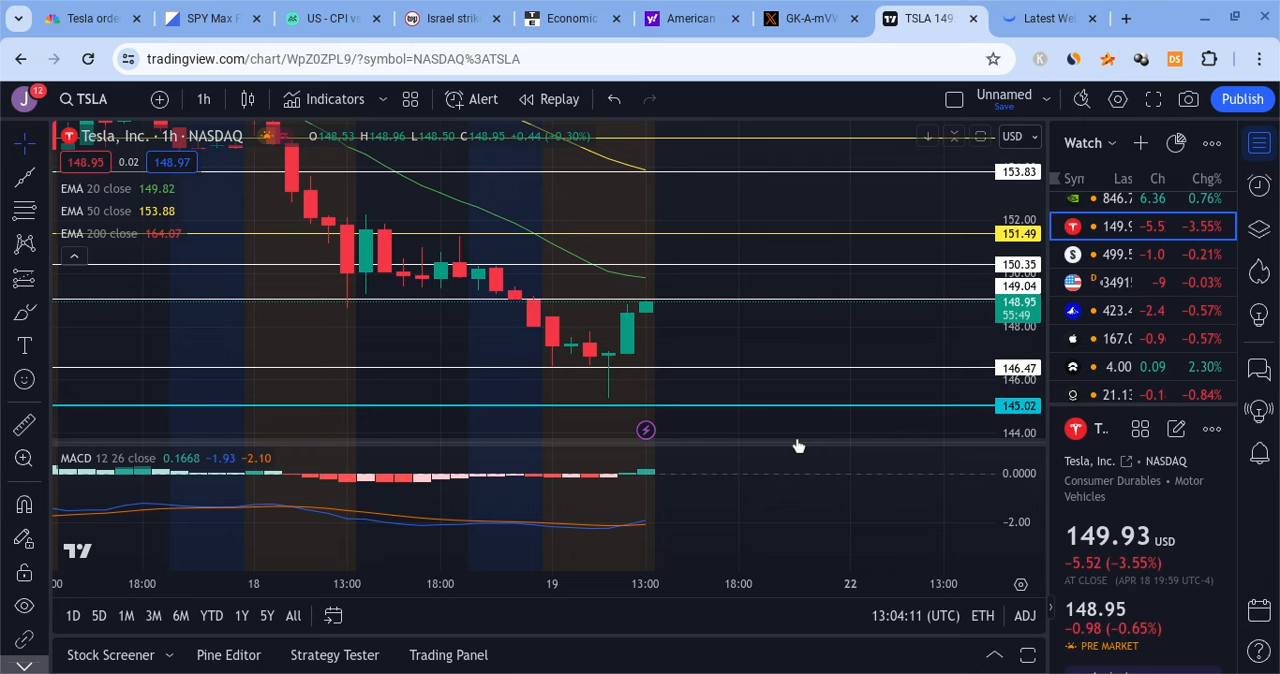 Tesla orde
SPY Max P
US - CPI vs
Israel strik
Economic
American
GK-A-mVV
TSLA 149.
Latest Wel
tradingview.com/chart/WpZ0ZPL9/?symbol=NASDAQ%3ATSLA
J 12 TSLA 1h Indicators Alert Replay Unnamed Save Publish
Tesla, Inc. · 1h · NASDAQ O148.53 H148.96 L148.50 C148.95 +0.44 (+0.30%) USD
148.95 0.02 148.97
EMA 20 close 149.82
EMA 50 close 153.88
EMA 200 close 164.07
153.83
152.00
151.49
150.35
149.04
148.95
55:49
148.00
146.47
146.00
145.02
144.00
MACD 12 26 close 0.1668 −1.93 −2.10
0.0000
−2.00
18:00 18 13:00 18:00 19 13:00 18:00 22 13:00
1D 5D 1M 3M 6M YTD 1Y 5Y All 13:04:11 (UTC) ETH ADJ
Stock Screener Pine Editor Strategy Tester Trading Panel
Watch
Syn Las Ch Chg%
846.7 6.36 0.76%
149.9 −5.5 −3.55%
499.5 −1.0 −0.21%
D 34915 −9 −0.03%
423.4 −2.4 −0.57%
167.0 −0.9 −0.57%
4.00 0.09 2.30%
21.13 −0.1 −0.84%
T..
Tesla, Inc. • NASDAQ
Consumer Durables • Motor
Vehicles
149.93 USD
−5.52 (−3.55%)
AT CLOSE (APR 18 19:59 UTC-4)
148.95
−0.98 (−0.65%)
PRE MARKET